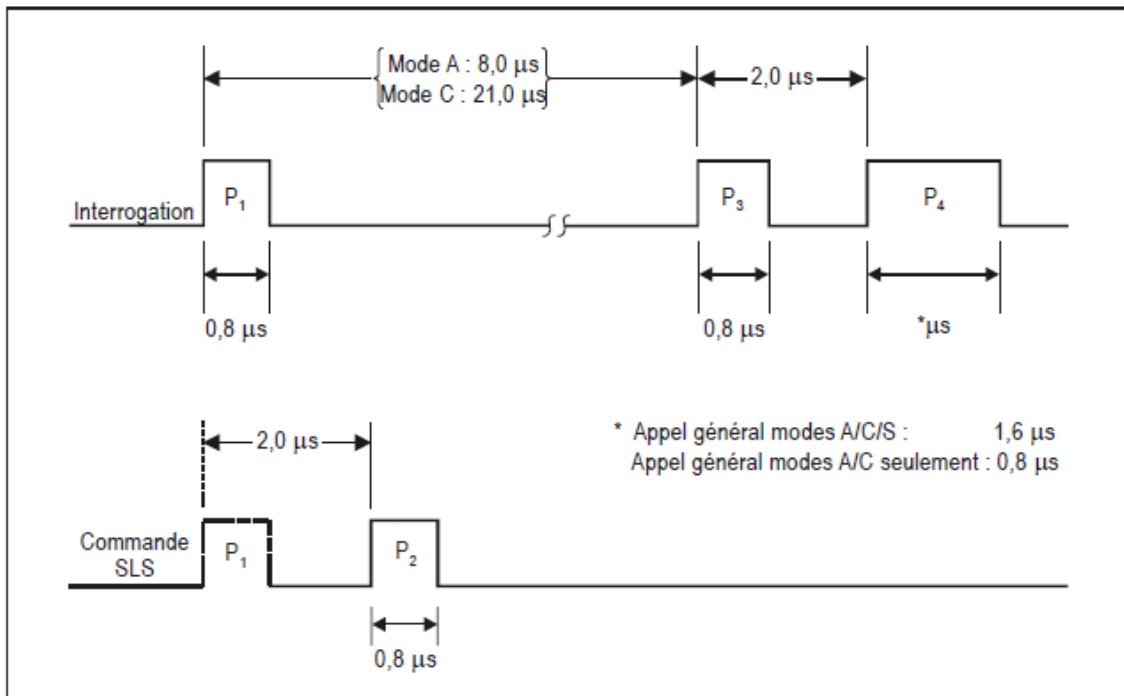 Mode A : 8,0 µs
Mode C : 21,0 µs
2,0 µs
Interrogation
P₁
P₃
P₄
0,8 µs
0,8 µs
*µs
2,0 µs
* Appel général modes A/C/S : 1,6 µs
Appel général modes A/C seulement : 0,8 µs
Commande
SLS
P₁
P₂
0,8 µs